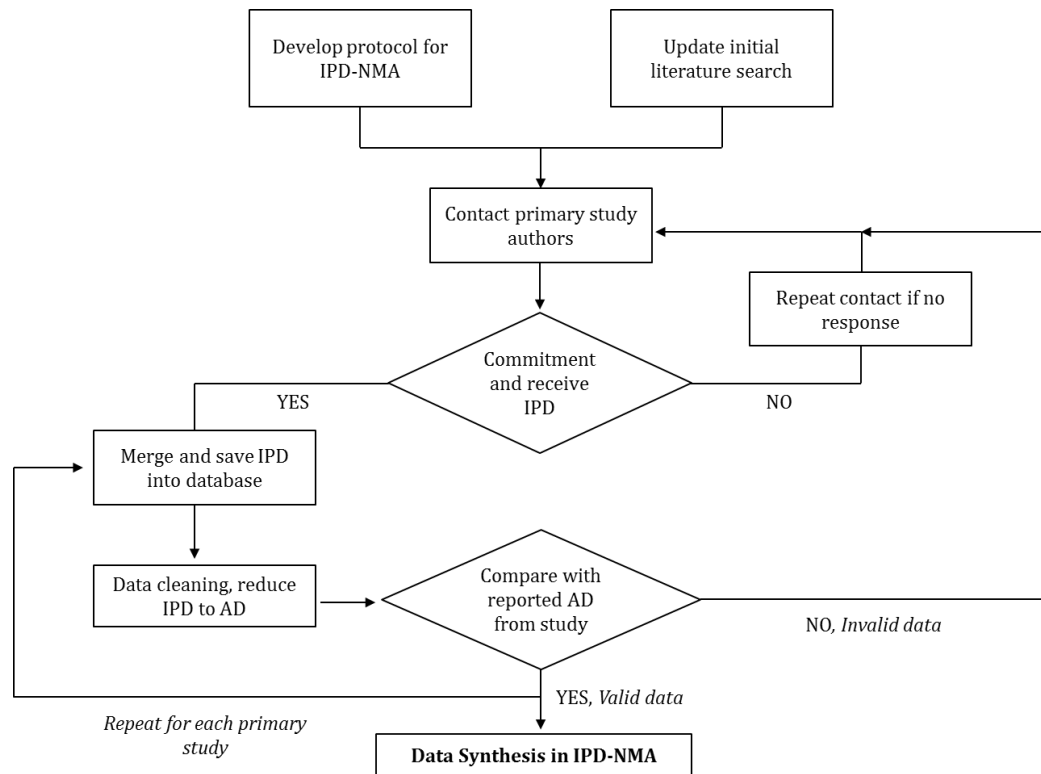 Develop protocol for
IPD-NMA
Update initial
literature search
Contact primary study
authors
Repeat contact if no
response
Commitment
and receive
IPD
YES
NO
Merge and save IPD
into database
Data cleaning, reduce
IPD to AD
Compare with
reported AD
from study
NO, Invalid data
YES, Valid data
Repeat for each primary
study
Data Synthesis in IPD-NMA